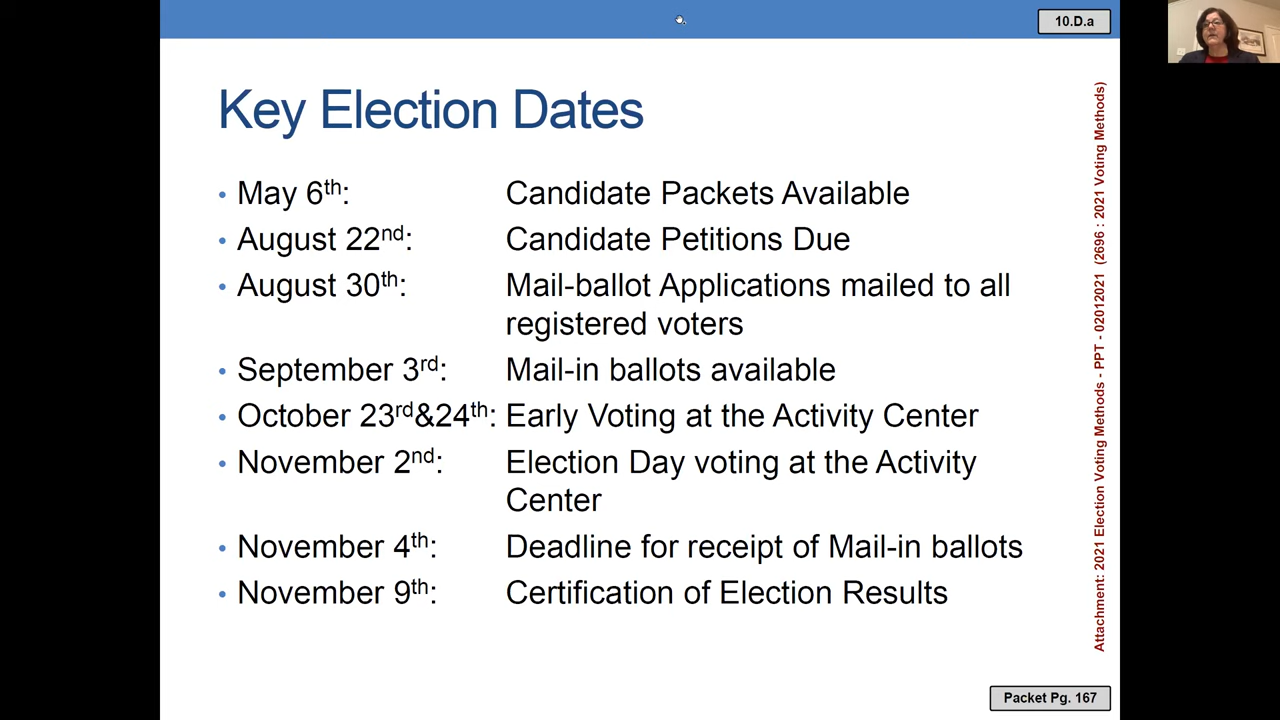 10.D.a
Key Election Dates
• May 6th: Candidate Packets Available
• August 22nd: Candidate Petitions Due
• August 30th: Mail-ballot Applications mailed to all
registered voters
• September 3rd: Mail-in ballots available
• October 23rd&24th: Early Voting at the Activity Center
• November 2nd: Election Day voting at the Activity
Center
• November 4th: Deadline for receipt of Mail-in ballots
• November 9th: Certification of Election Results
Attachment: 2021 Election Voting Methods - PPT - 02012021 (2696 : 2021 Voting Methods)
Packet Pg. 167